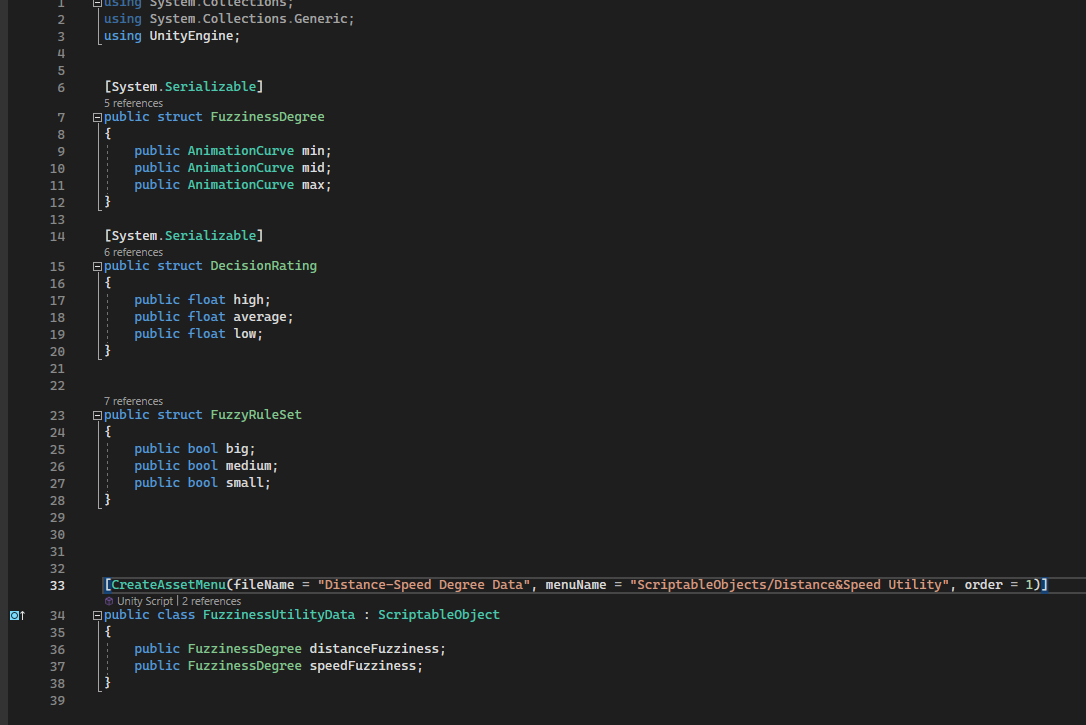 1 using System.Collections;
2 using System.Collections.Generic;
3 using UnityEngine;
4
5
6 [System.Serializable]
5 references
7 public struct FuzzinessDegree
8 {
9 public AnimationCurve min;
10 public AnimationCurve mid;
11 public AnimationCurve max;
12 }
13
14 [System.Serializable]
6 references
15 public struct DecisionRating
16 {
17 public float high;
18 public float average;
19 public float low;
20 }
21
22
7 references
23 public struct FuzzyRuleSet
24 {
25 public bool big;
26 public bool medium;
27 public bool small;
28 }
29
30
31
32
33 [CreateAssetMenu(fileName = "Distance-Speed Degree Data", menuName = "ScriptableObjects/Distance&Speed Utility", order = 1)]
Unity Script | 2 references
34 public class FuzzinessUtilityData : ScriptableObject
35 {
36 public FuzzinessDegree distanceFuzziness;
37 public FuzzinessDegree speedFuzziness;
38 }
39